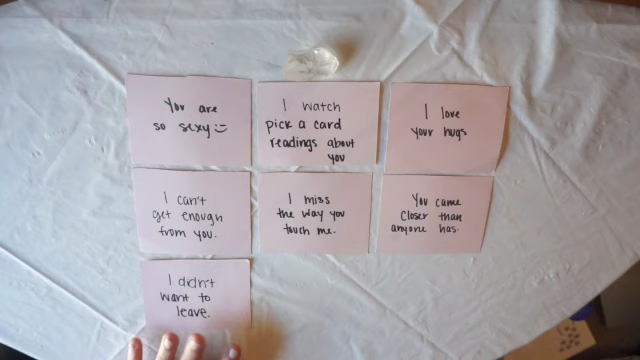 You are
so sexy :)
I watch
pick a card
readings about
you
I love
your hugs
I can't
get enough
from you.
I miss
the way you
touch me.
You came
closer than
anyone has.
I didn't
want to
leave.